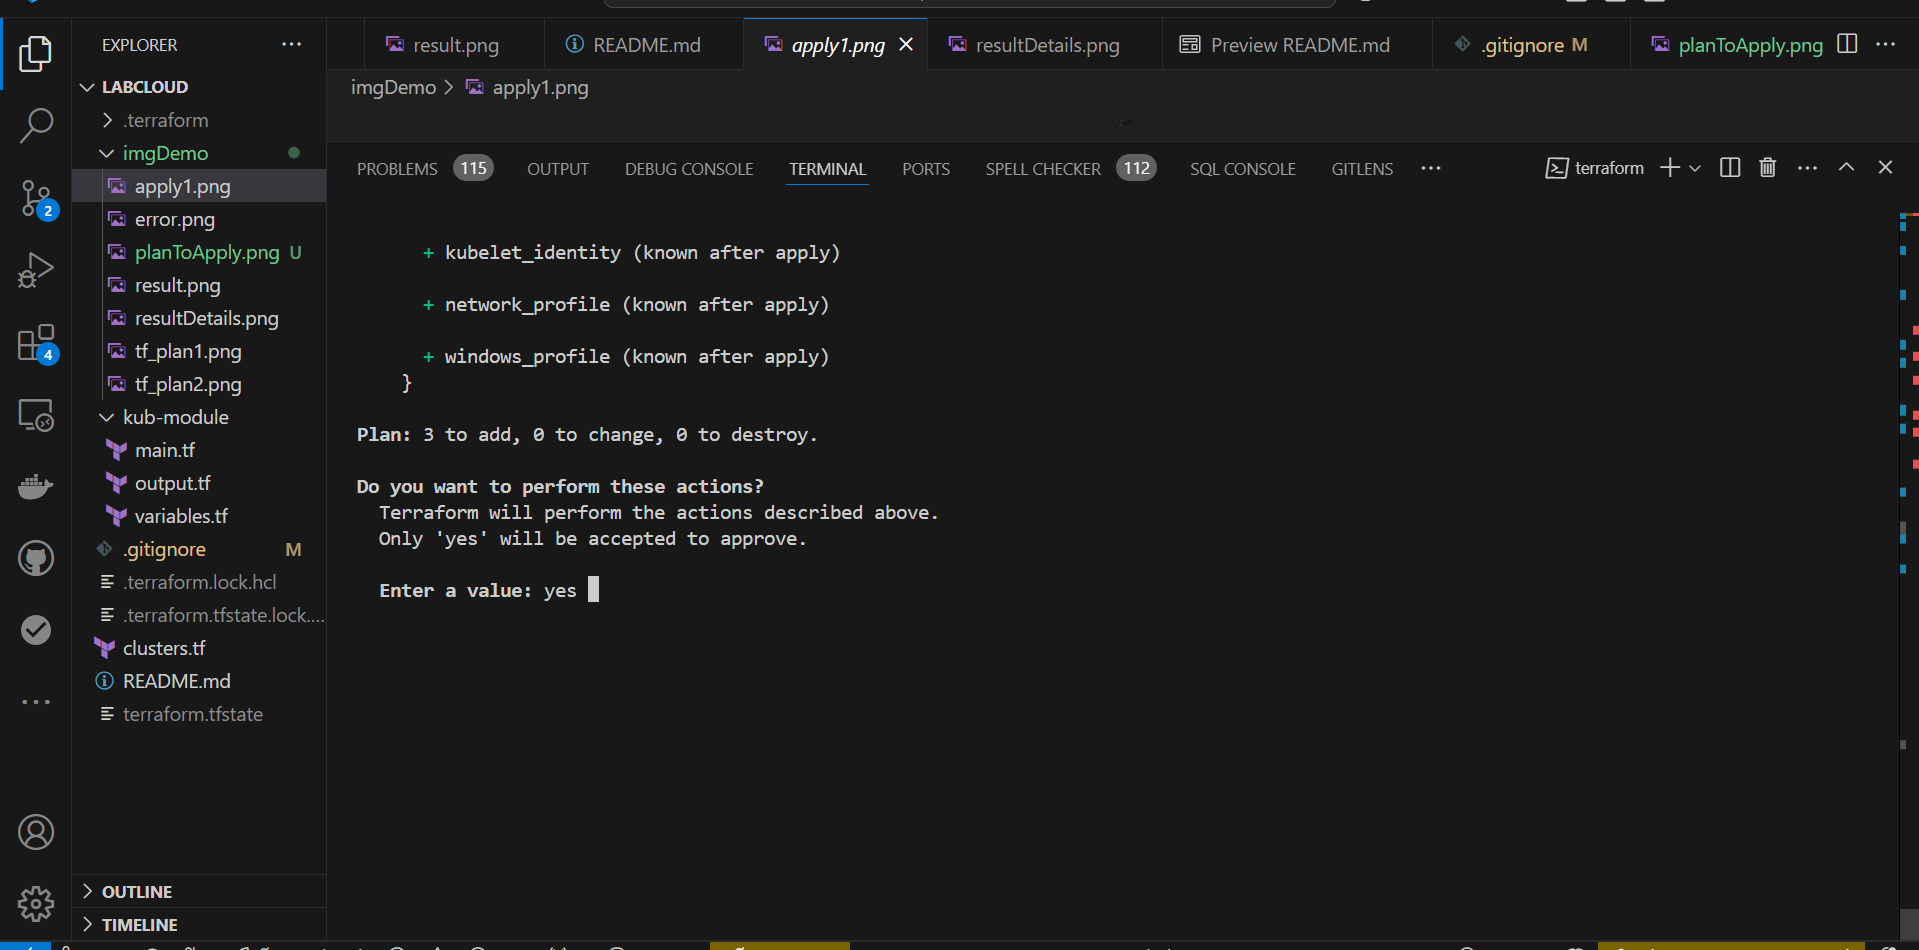 EXPLORER
result.png
README.md
apply1.png
resultDetails.png
Preview README.md
.gitignore M
planToApply.png
LABCLOUD
.terraform
imgDemo
apply1.png
error.png
planToApply.png U
result.png
resultDetails.png
tf_plan1.png
tf_plan2.png
kub-module
main.tf
output.tf
variables.tf
.gitignore M
.terraform.lock.hcl
.terraform.tfstate.lock....
clusters.tf
README.md
terraform.tfstate
OUTLINE
TIMELINE
2
4
imgDemo > apply1.png
PROBLEMS 115 OUTPUT DEBUG CONSOLE TERMINAL PORTS SPELL CHECKER 112 SQL CONSOLE GITLENS
terraform
+ kubelet_identity (known after apply)
+ network_profile (known after apply)
+ windows_profile (known after apply)
}
Plan: 3 to add, 0 to change, 0 to destroy.
Do you want to perform these actions?
Terraform will perform the actions described above.
Only 'yes' will be accepted to approve.
Enter a value: yes